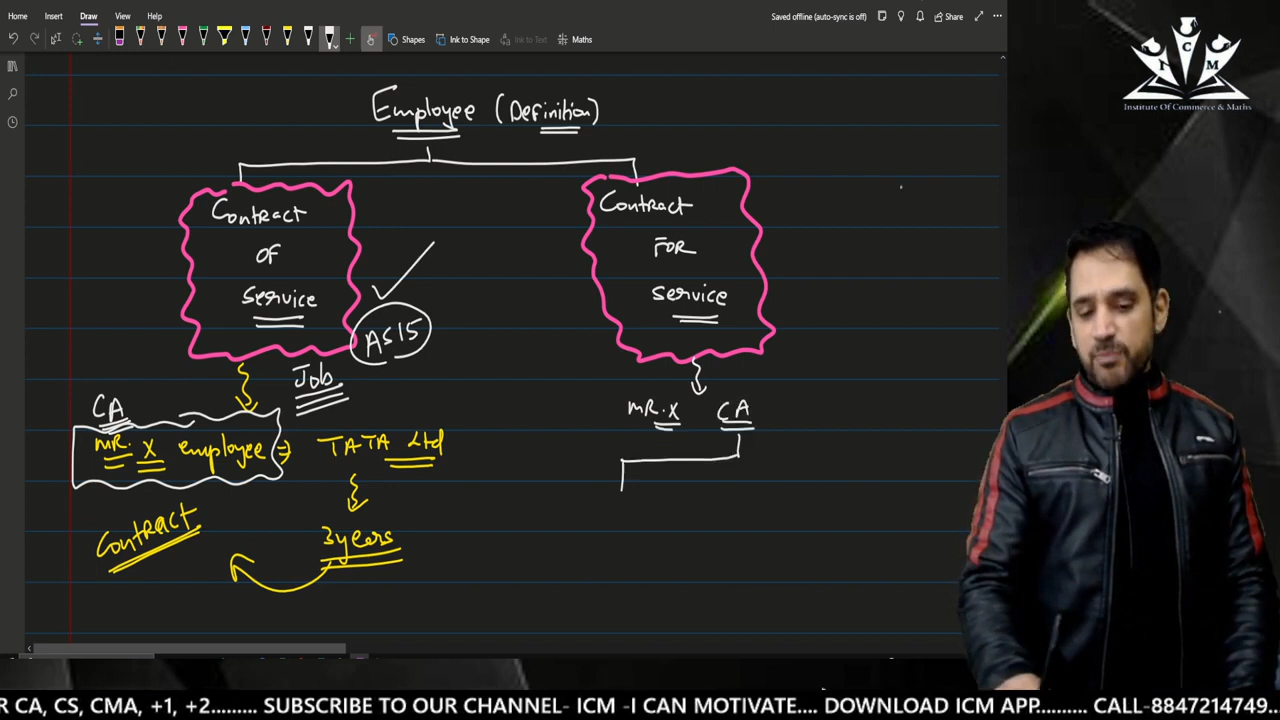 Home Insert Draw View Help
Saved offline (auto-sync is off)
Share
Shapes
Ink to Shape
Ink to Text
Maths
I C M
Institute Of Commerce & Maths
Employee (Definition)
Contract
OF
service
AS15
Contract
FOR
service
Job
CA
MR. X employee ⇒ TATA Ltd
3 years
Contract
MR. X CA
R CA, CS, CMA, +1, +2......... SUBSCRIBE TO OUR CHANNEL- ICM -I CAN MOTIVATE.... DOWNLOAD ICM APP.......... CALL-8847214749..